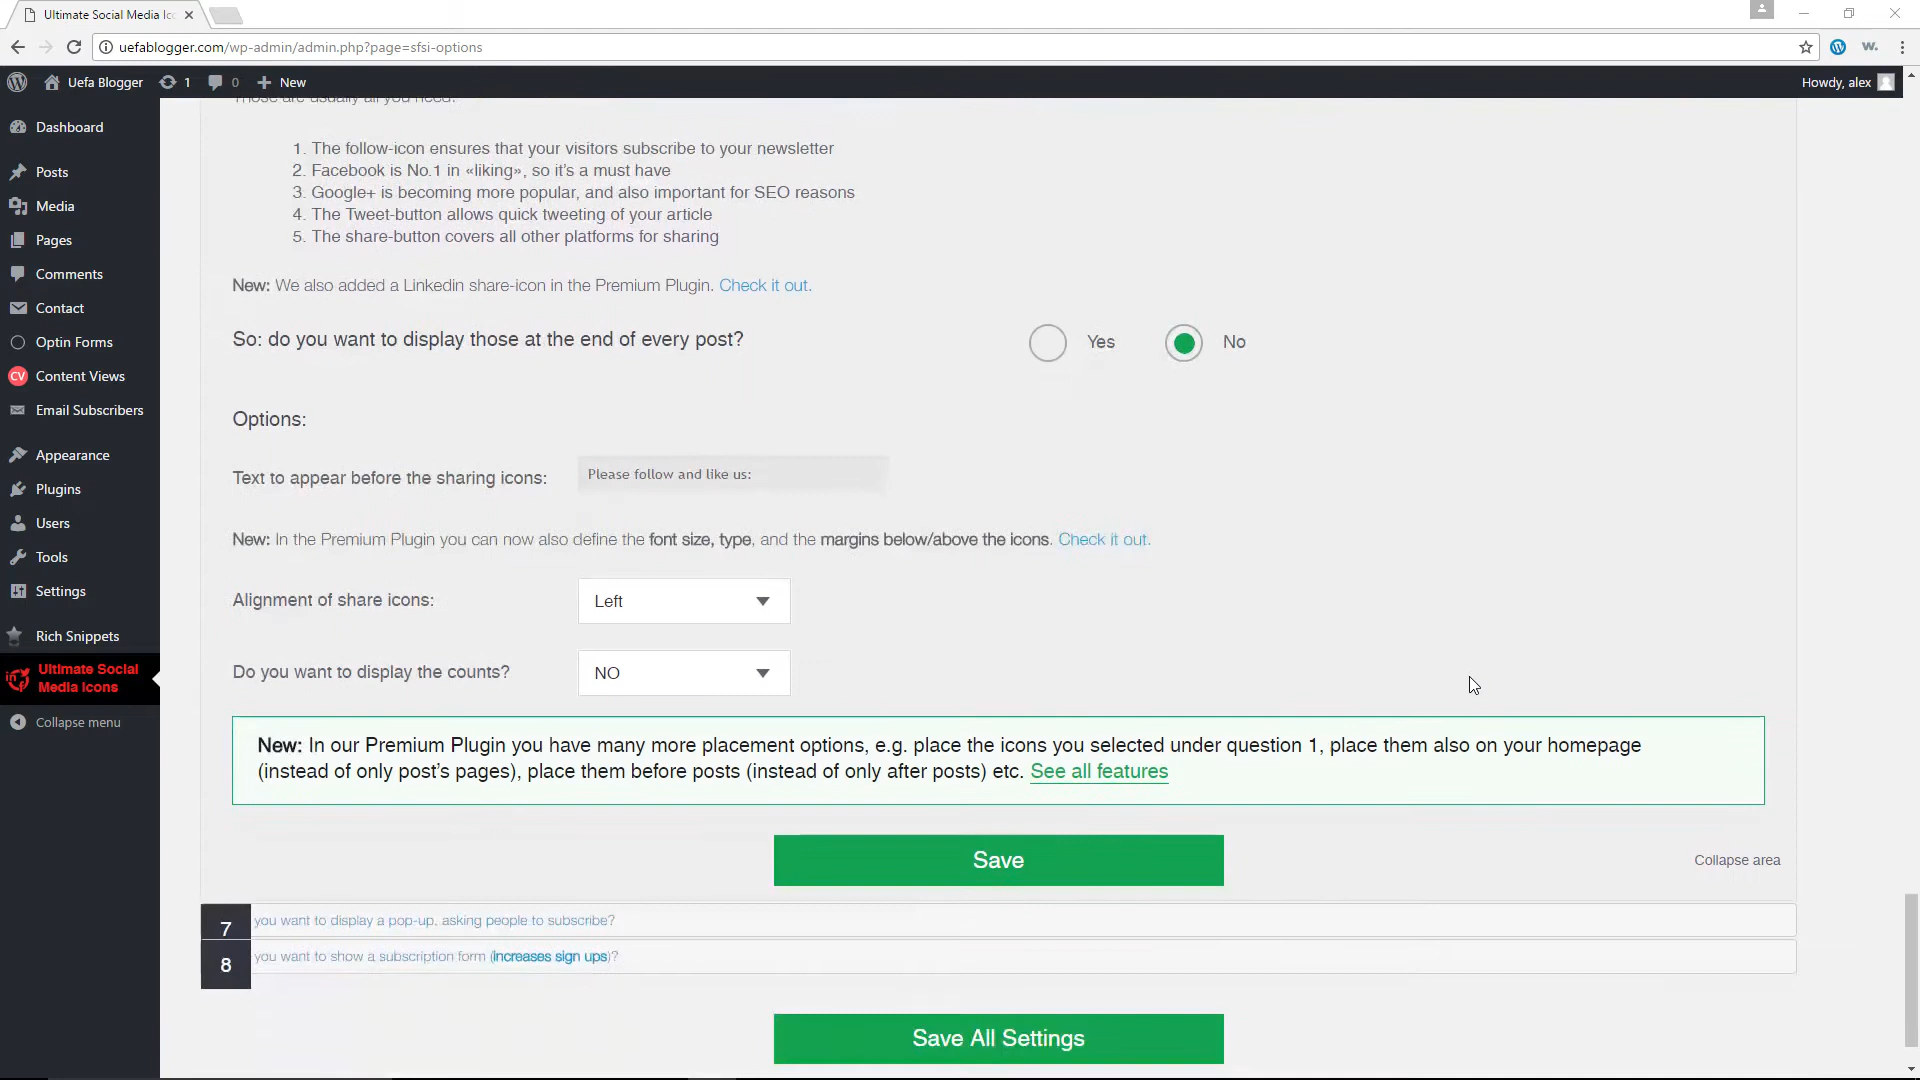 Ultimate Social Media Ic
uefablogger.com/wp-admin/admin.php?page=sfsi-options
w.
Uefa Blogger
1
0
New
Howdy, alex
Dashboard
Posts
Media
Pages
Comments
Contact
Optin Forms
CV
Content Views
Email Subscribers
Appearance
Plugins
Users
Tools
Settings
Rich Snippets
Ultimate Social
Media Icons
Collapse menu
Those are usually all you need:
1. The follow-icon ensures that your visitors subscribe to your newsletter
2. Facebook is No.1 in «liking», so it's a must have
3. Google+ is becoming more popular, and also important for SEO reasons
4. The Tweet-button allows quick tweeting of your article
5. The share-button covers all other platforms for sharing
New: We also added a Linkedin share-icon in the Premium Plugin. Check it out.
So: do you want to display those at the end of every post?
Yes
No
Options:
Text to appear before the sharing icons:
Please follow and like us:
New: In the Premium Plugin you can now also define the font size, type, and the margins below/above the icons. Check it out.
Alignment of share icons:
Left
Do you want to display the counts?
NO
New: In our Premium Plugin you have many more placement options, e.g. place the icons you selected under question 1, place them also on your homepage
(instead of only post's pages), place them before posts (instead of only after posts) etc. See all features
Save
Collapse area
7
you want to display a pop-up, asking people to subscribe?
8
you want to show a subscription form (increases sign ups)?
Save All Settings